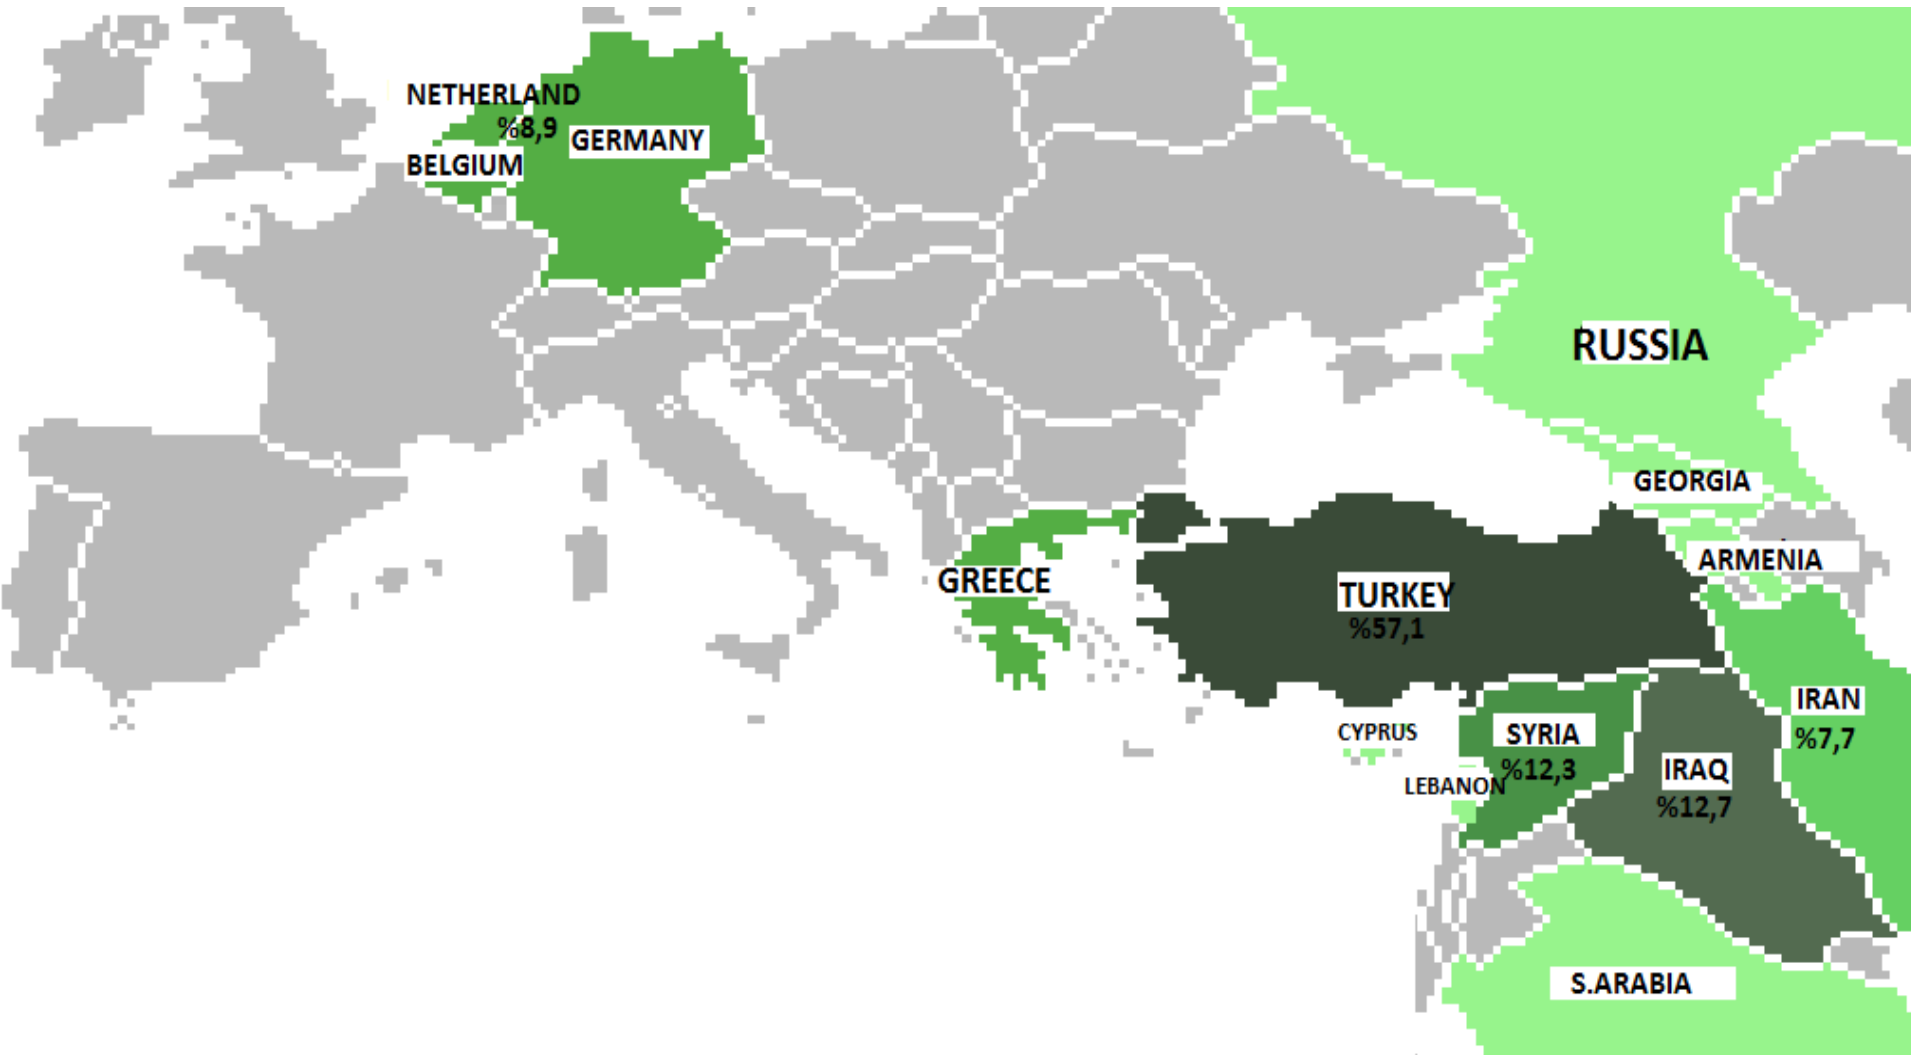 NETHERLAND
%8,9
GERMANY
BELGIUM
RUSSIA
GEORGIA
ARMENIA
GREECE
TURKEY
%57,1
IRAN
%7,7
CYPRUS
SYRIA
%12,3
LEBANON
IRAQ
%12,7
S.ARABIA